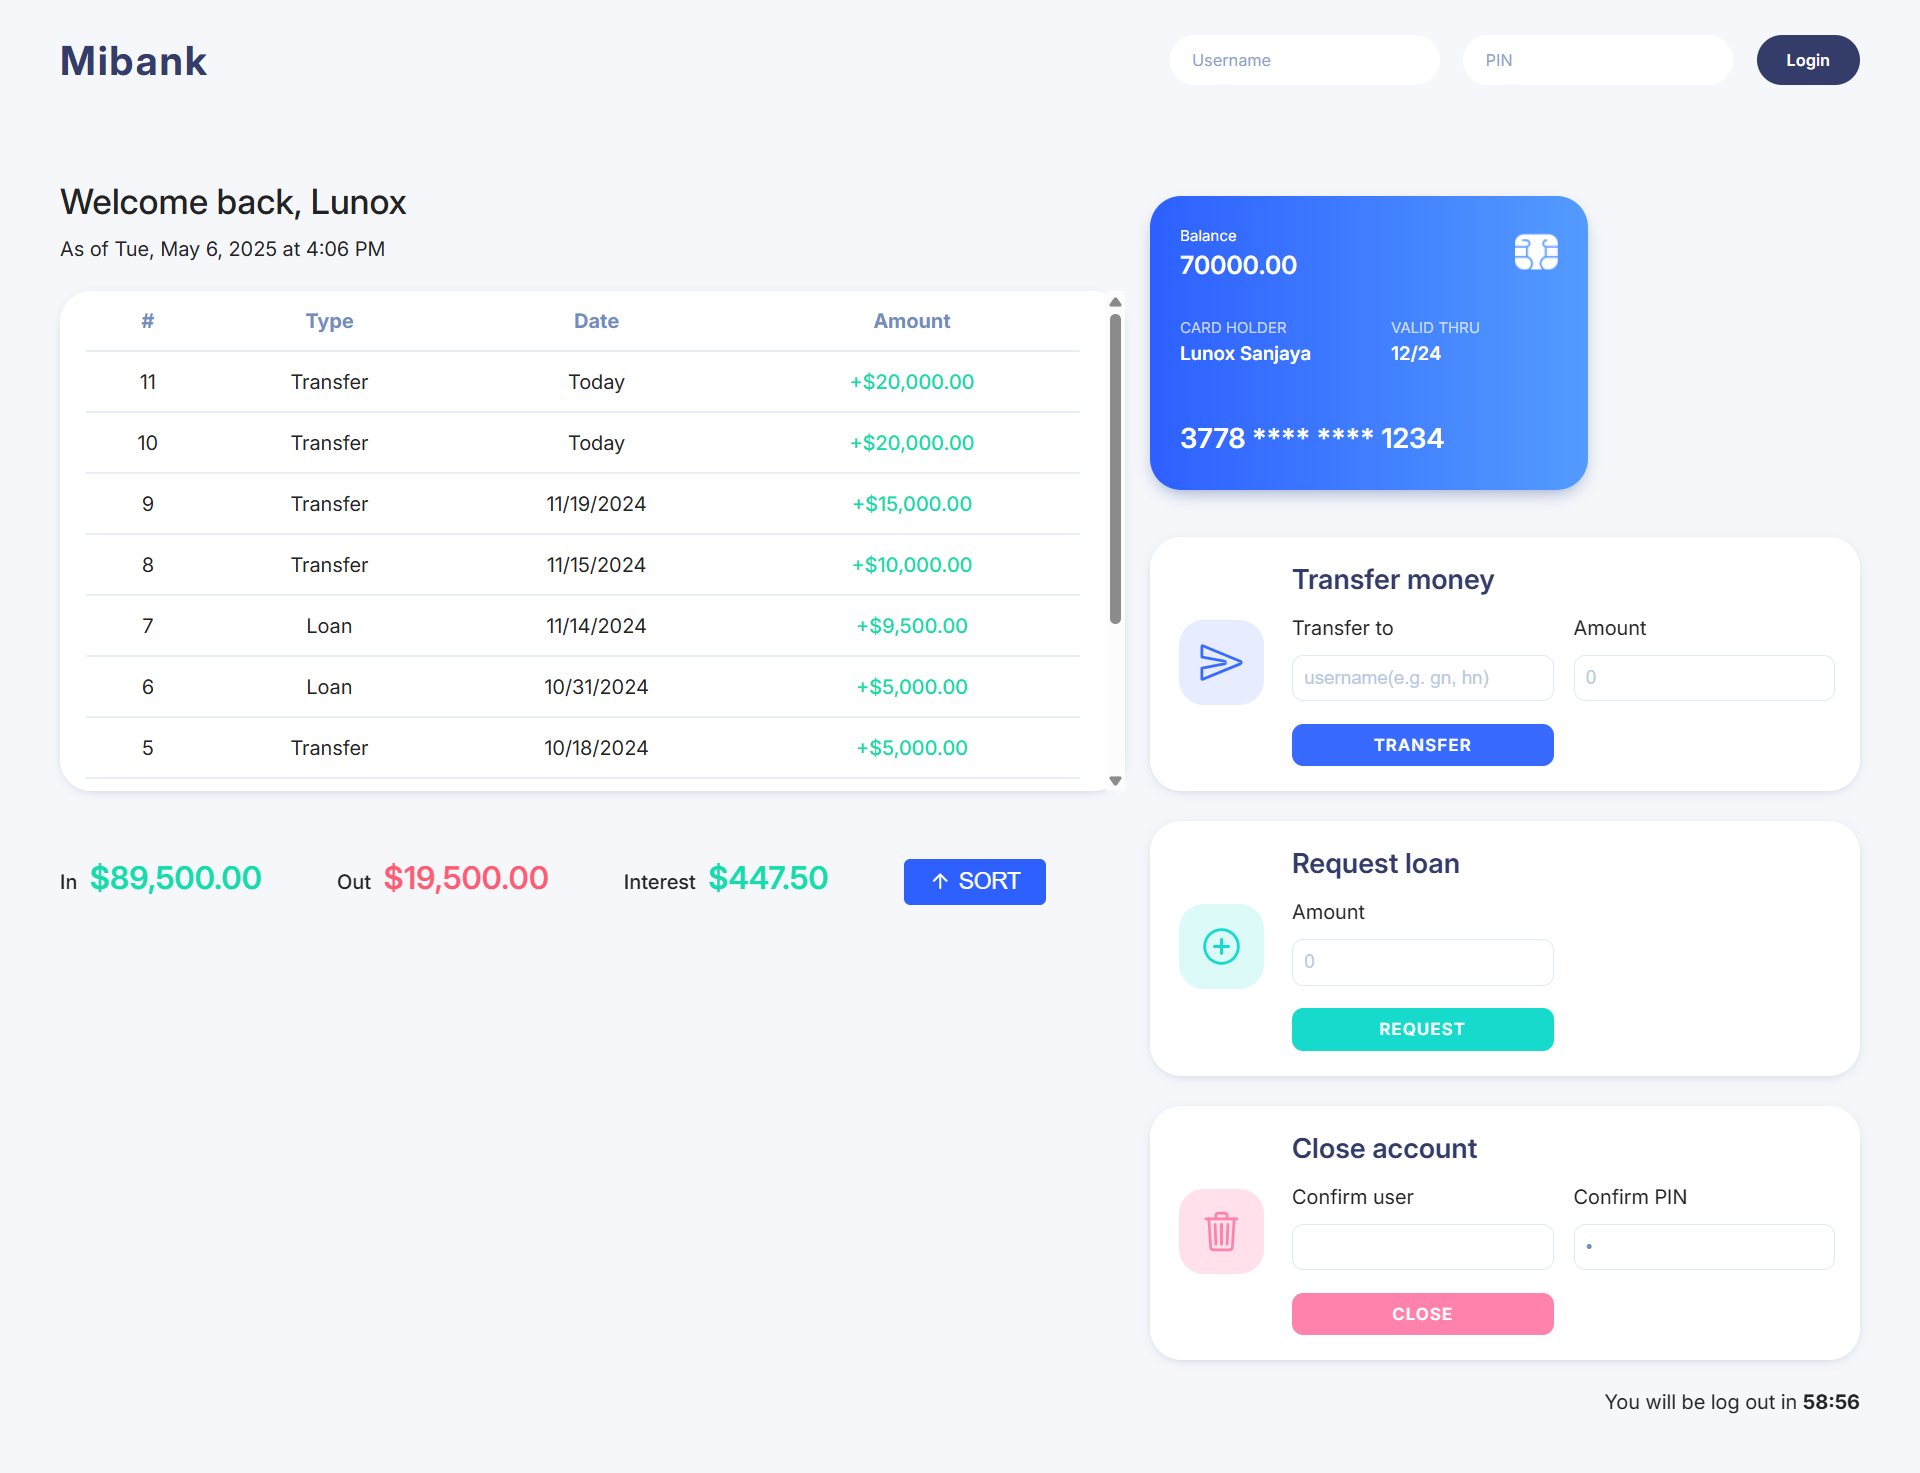 Mibank
Username
PIN
Login
Welcome back, Lunox
As of Tue, May 6, 2025 at 4:06 PM
# Type Date Amount
11 Transfer Today +$20,000.00
10 Transfer Today +$20,000.00
9 Transfer 11/19/2024 +$15,000.00
8 Transfer 11/15/2024 +$10,000.00
7 Loan 11/14/2024 +$9,500.00
6 Loan 10/31/2024 +$5,000.00
5 Transfer 10/18/2024 +$5,000.00
In $89,500.00 Out $19,500.00 Interest $447.50 ↑ SORT
Balance
70000.00
CARD HOLDER VALID THRU
Lunox Sanjaya 12/24
3778 **** **** 1234
Transfer money
Transfer to Amount
username(e.g. gn, hn) 0
TRANSFER
Request loan
Amount
0
REQUEST
Close account
Confirm user Confirm PIN
•
CLOSE
You will be log out in 58:56